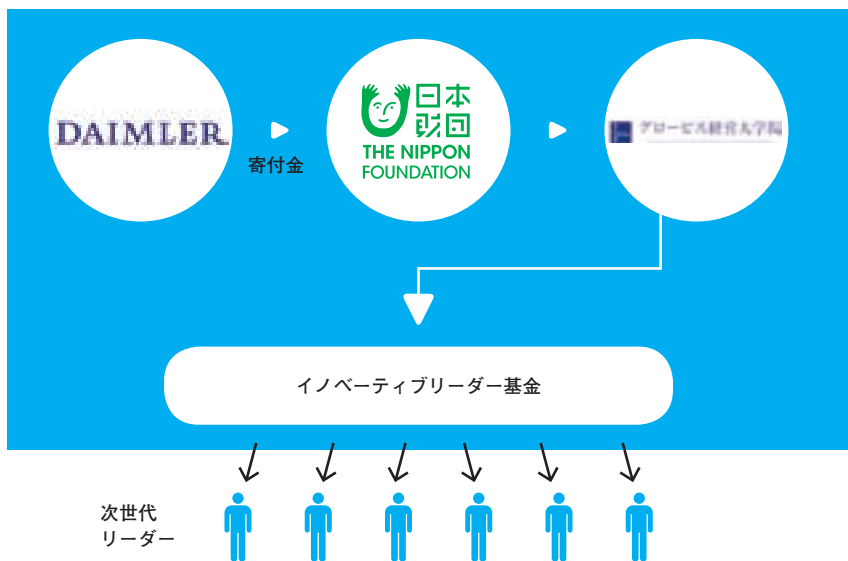 DAIMLER
寄付金
日本
財団
THE NIPPON
FOUNDATION
グロービス経営大学院
イノベーティブリーダー基金
次世代
リーダー